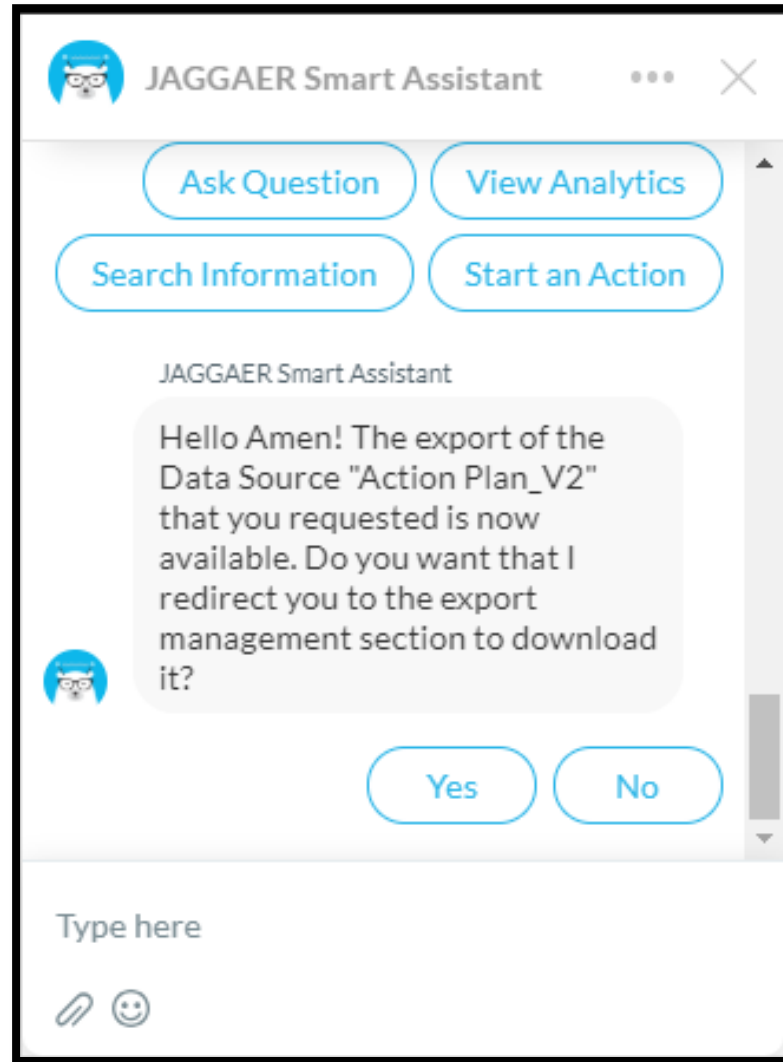 JAGGAER Smart Assistant
Ask Question
View Analytics
Search Information
Start an Action
JAGGAER Smart Assistant
Hello Amen! The export of the
Data Source "Action Plan_V2"
that you requested is now
available. Do you want that I
redirect you to the export
management section to download
it?
Yes
No
Type here